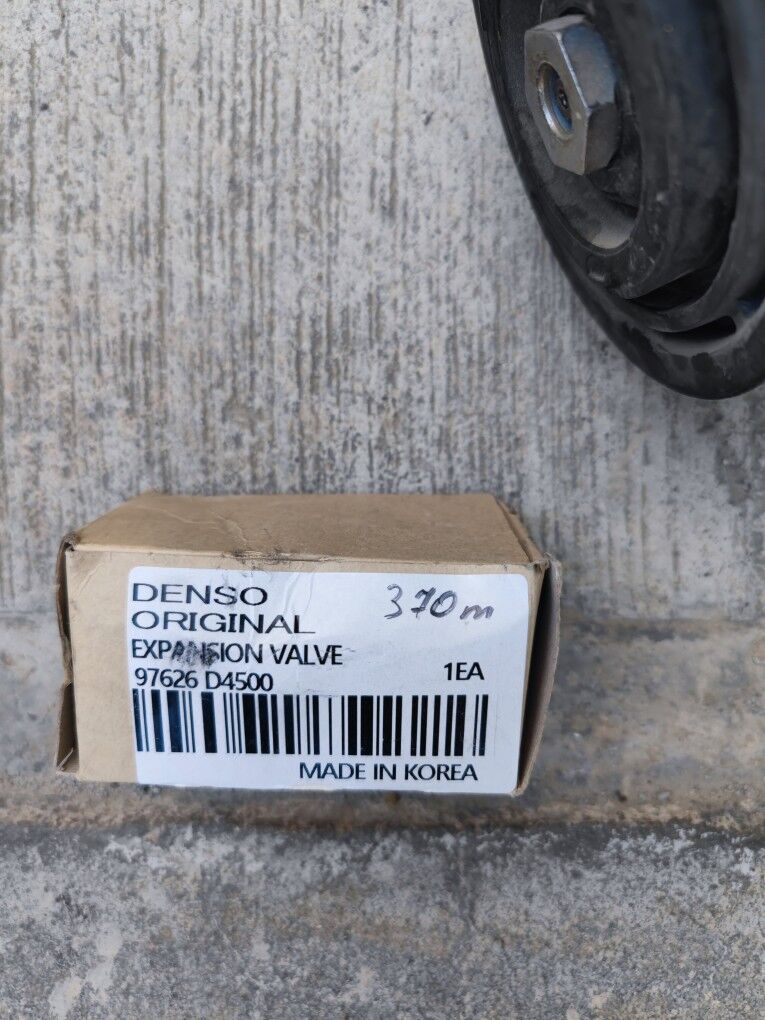 DENSO
370m
ORIGINAL
EXPANSION VALVE
97626 D4500
1EA
MADE IN KOREA